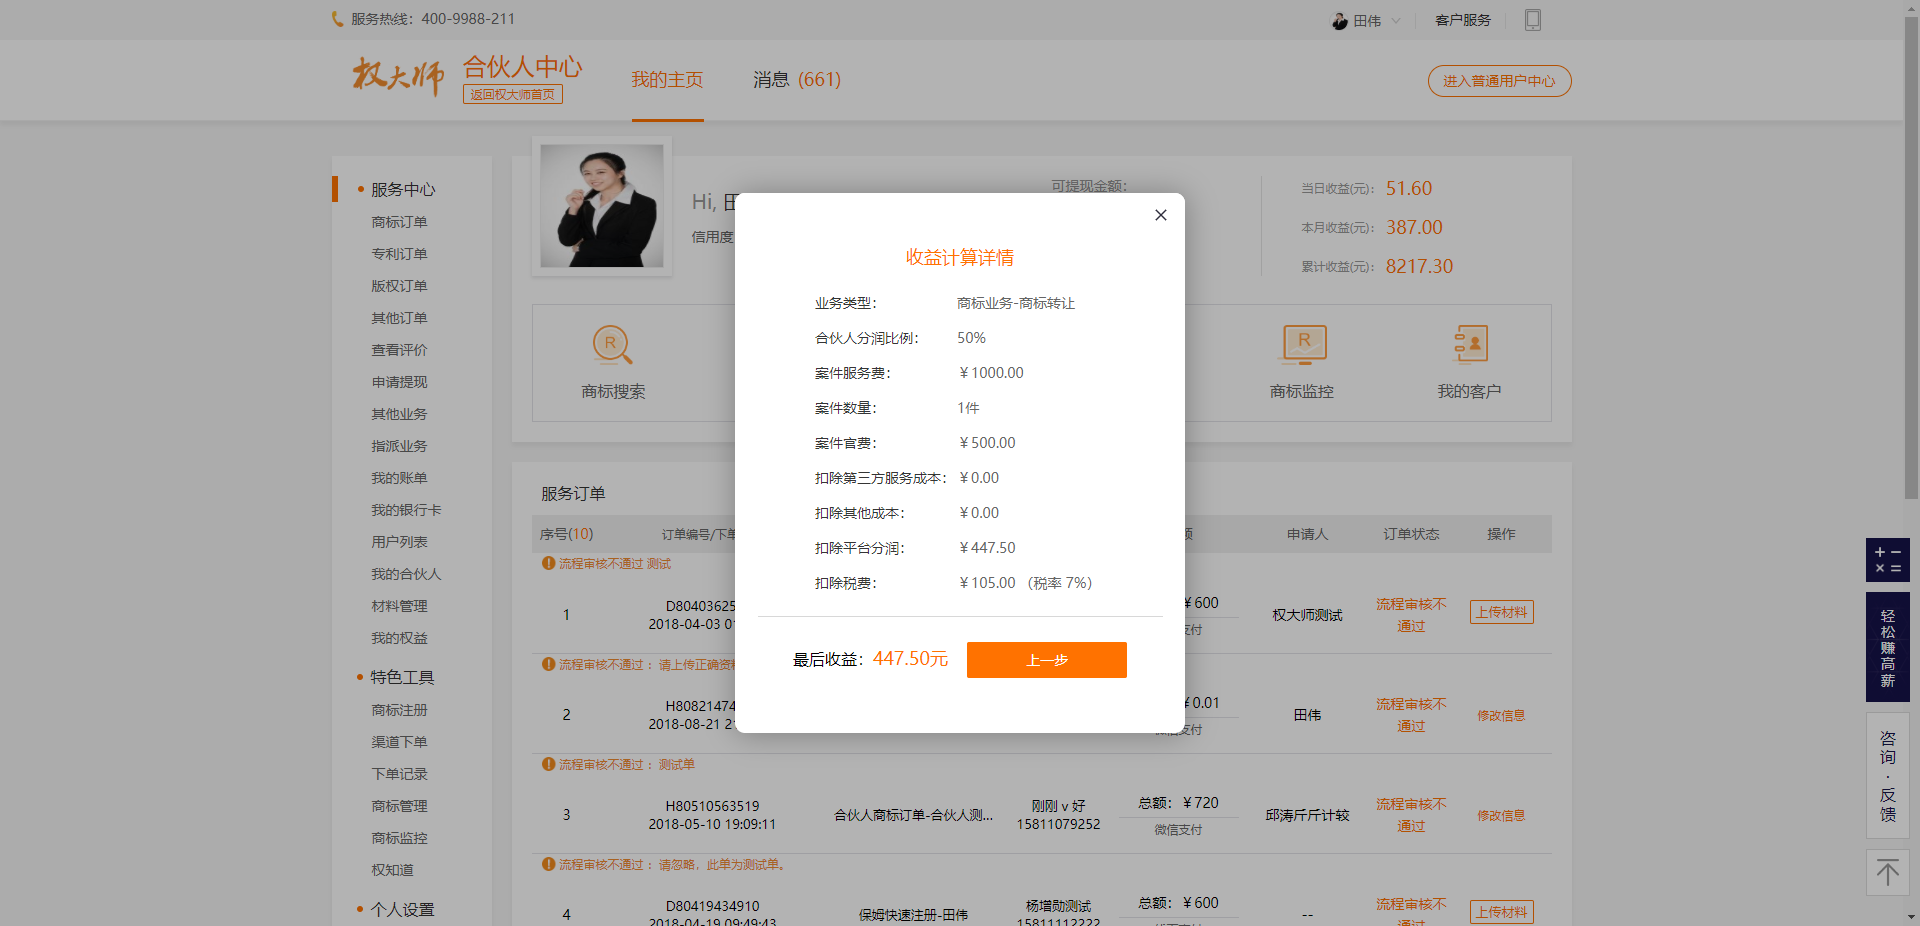 服务热线：400-9988-211
田伟
客户服务
权大师
合伙人中心
返回权大师首页
我的主页
消息 (661)
进入普通用户中心
服务中心
商标订单
专利订单
版权订单
其他订单
查看评价
申请提现
其他业务
指派业务
我的账单
我的银行卡
用户列表
我的合伙人
材料管理
我的权益
特色工具
商标注册
渠道下单
下单记录
商标管理
商标监控
权知道
个人设置
Hi, 田
信用度
可提现金额：
当日收益(元)： 51.60
本月收益(元)： 387.00
累计收益(元)： 8217.30
商标搜索
商标监控
我的客户
收益计算详情
业务类型： 商标业务-商标转让
合伙人分润比例： 50%
案件服务费： ￥1000.00
案件数量： 1件
案件官费： ￥500.00
扣除第三方服务成本： ￥0.00
扣除其他成本： ￥0.00
扣除平台分润： ￥447.50
扣除税费： ￥105.00 （税率 7%）
最后收益：447.50元
上一步
服务订单
序号(10) 订单编号/下单 额 申请人 订单状态 操作
流程审核不通过 测试
1
D80403625
2018-04-03 0
￥600
支付
权大师测试
流程审核不
通过
上传材料
流程审核不通过 ：请上传正确资
2
H80821474
2018-08-21 2
￥0.01
微信支付
田伟
流程审核不
通过
修改信息
流程审核不通过 ：测试单
3
H80510563519
2018-05-10 19:09:11
合伙人商标订单-合伙人测...
刚刚 v 好
15811079252
总额：￥720
微信支付
邱涛斤斤计较
流程审核不
通过
修改信息
流程审核不通过 ：请忽略，此单为测试单。
4
D80419434910
2018-04-19 09:49:43
保姆快速注册-田伟
杨增勋测试
15811112222
总额：￥600
--
流程审核不
通过
上传材料
轻松赚高薪
咨询·反馈